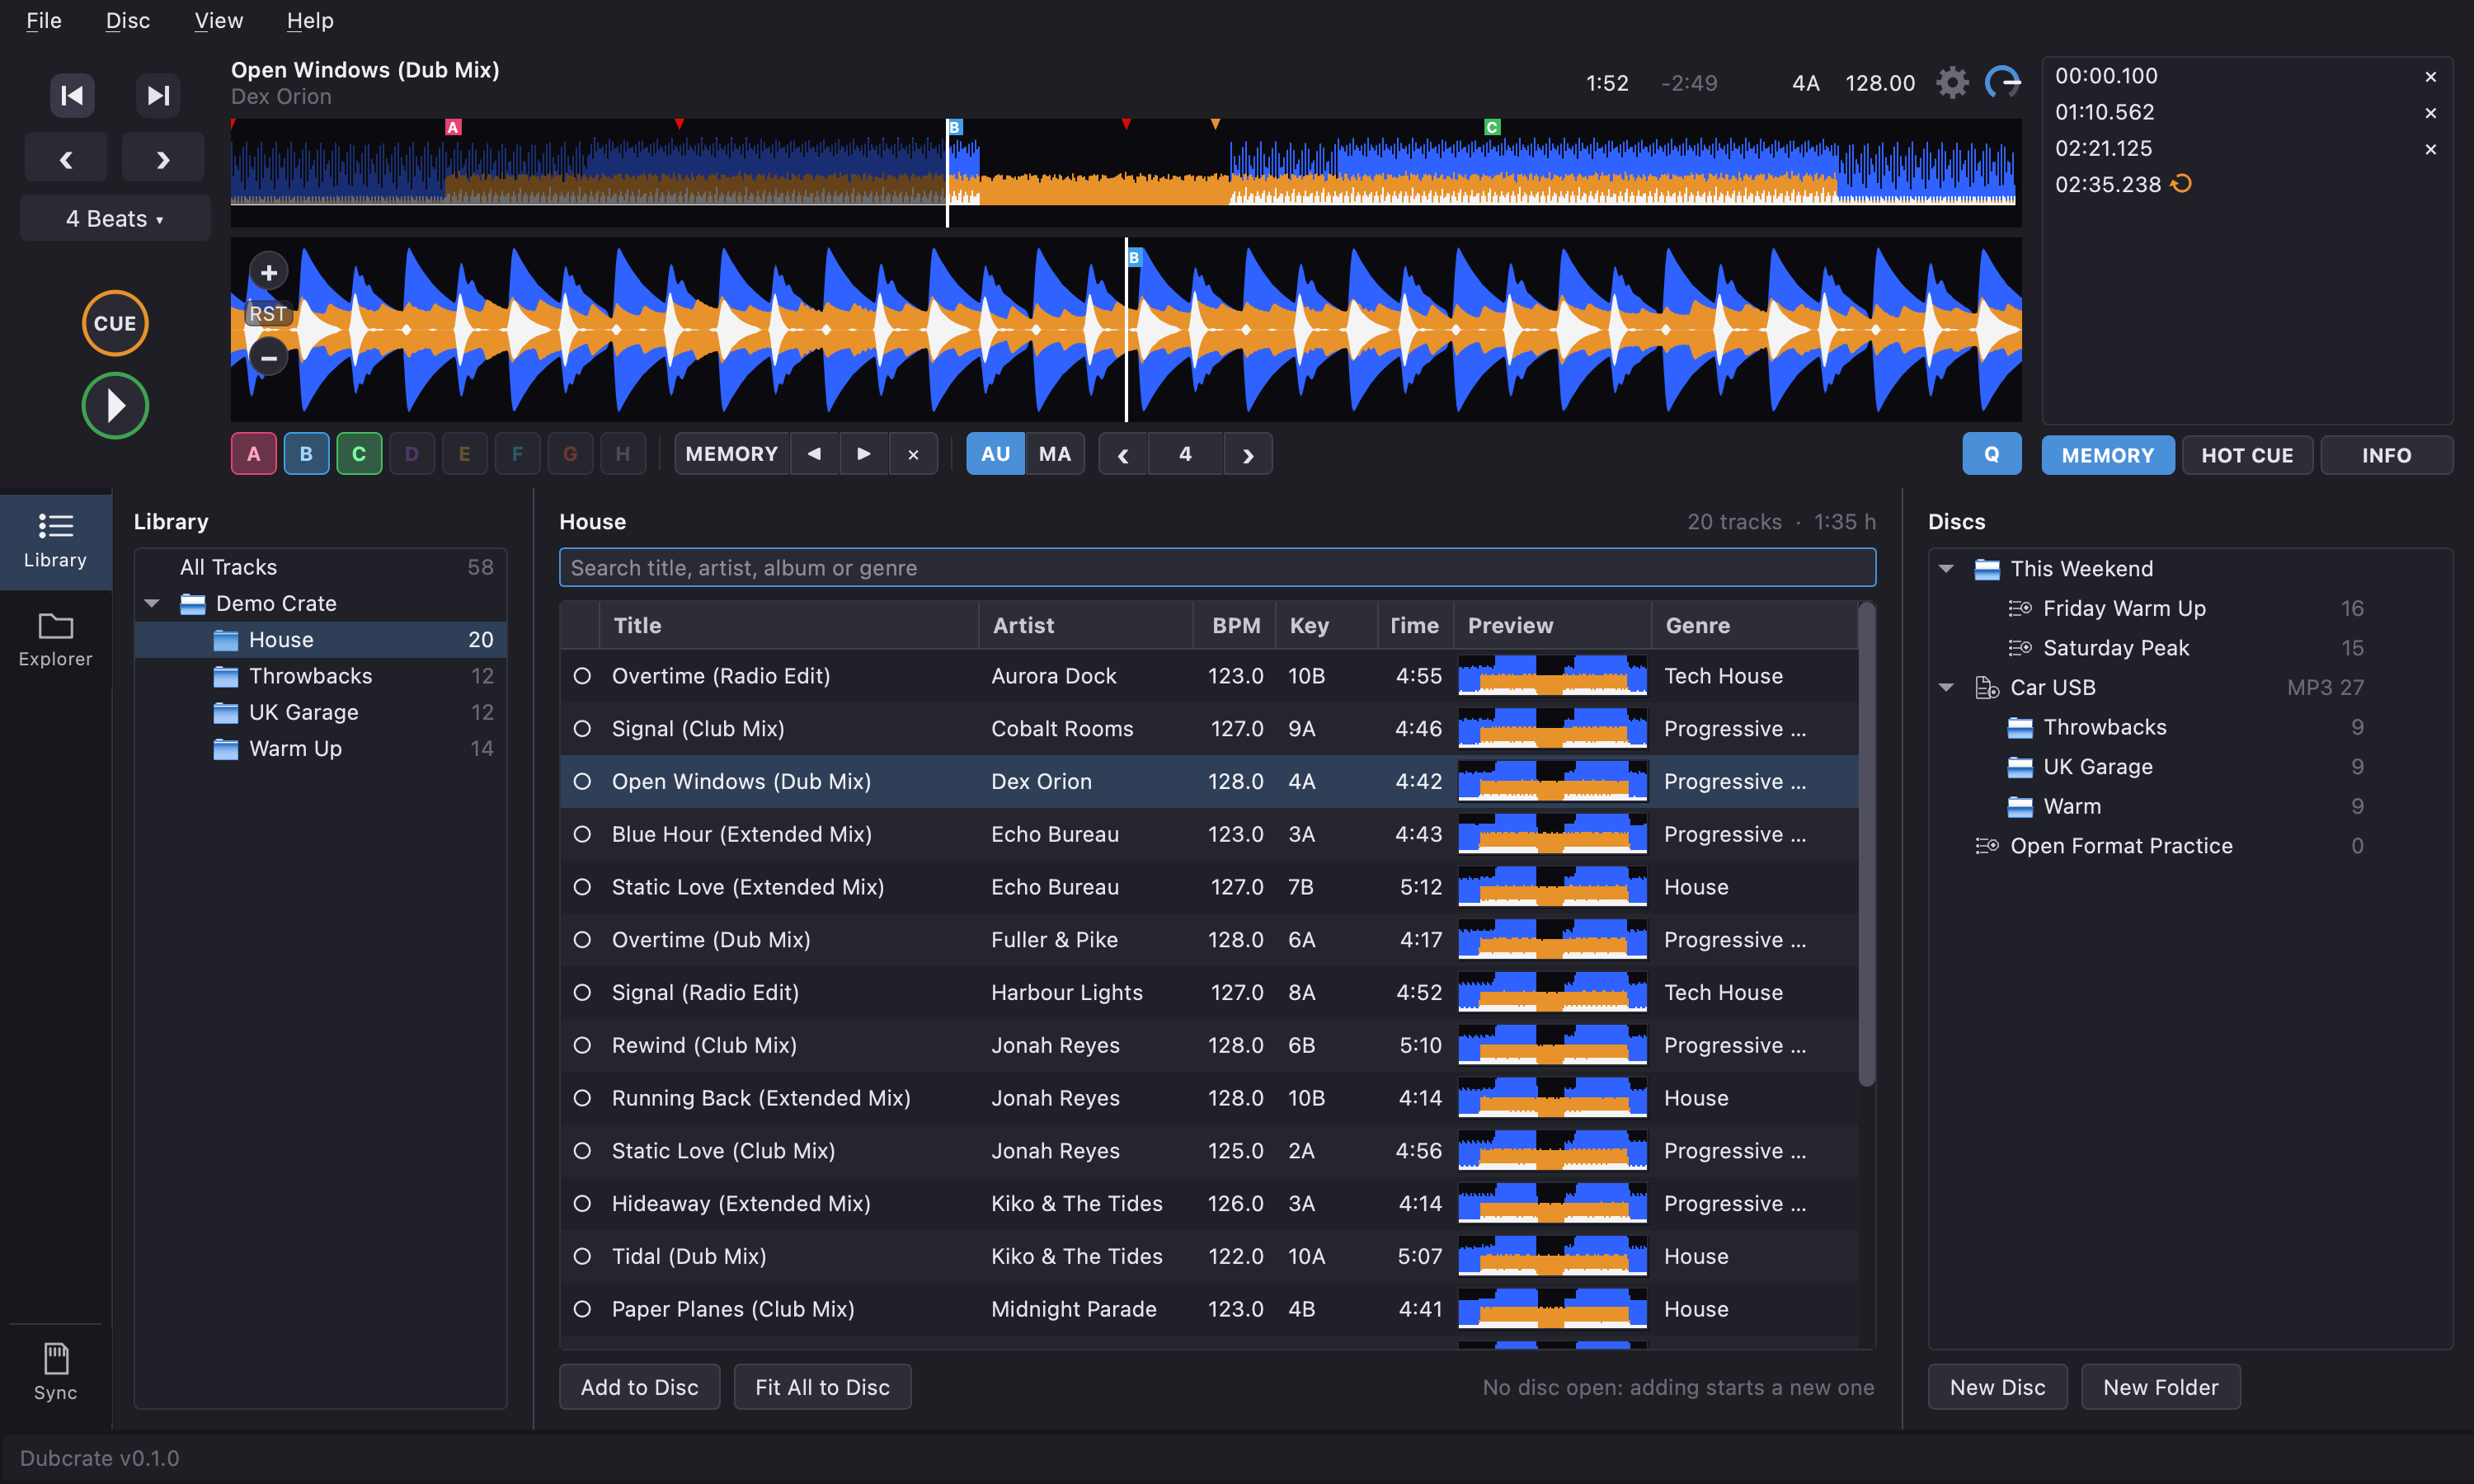 File Disc View Help
Open Windows (Dub Mix)
Dex Orion
1:52 -2:49 4A 128.00
00:00.100 ×
01:10.562 ×
02:21.125 ×
02:35.238
A B C
4 Beats ▾
B
RST
CUE
A B C D E F G H MEMORY × AU MA 4 Q
MEMORY HOT CUE INFO
Library
Explorer
Sync
Library
All Tracks 58
Demo Crate
House 20
Throwbacks 12
UK Garage 12
Warm Up 14
House 20 tracks · 1:35 h
Search title, artist, album or genre
Title Artist BPM Key Time Preview Genre
Overtime (Radio Edit) Aurora Dock 123.0 10B 4:55 Tech House
Signal (Club Mix) Cobalt Rooms 127.0 9A 4:46 Progressive ...
Open Windows (Dub Mix) Dex Orion 128.0 4A 4:42 Progressive ...
Blue Hour (Extended Mix) Echo Bureau 123.0 3A 4:43 Progressive ...
Static Love (Extended Mix) Echo Bureau 127.0 7B 5:12 House
Overtime (Dub Mix) Fuller & Pike 128.0 6A 4:17 Progressive ...
Signal (Radio Edit) Harbour Lights 127.0 8A 4:52 Tech House
Rewind (Club Mix) Jonah Reyes 128.0 6B 5:10 Progressive ...
Running Back (Extended Mix) Jonah Reyes 128.0 10B 4:14 House
Static Love (Club Mix) Jonah Reyes 125.0 2A 4:56 Progressive ...
Hideaway (Extended Mix) Kiko & The Tides 126.0 3A 4:14 Progressive ...
Tidal (Dub Mix) Kiko & The Tides 122.0 10A 5:07 House
Paper Planes (Club Mix) Midnight Parade 123.0 4B 4:41 House
Add to Disc Fit All to Disc No disc open: adding starts a new one
Discs
This Weekend
Friday Warm Up 16
Saturday Peak 15
Car USB MP3 27
Throwbacks 9
UK Garage 9
Warm 9
Open Format Practice 0
New Disc New Folder
Dubcrate v0.1.0